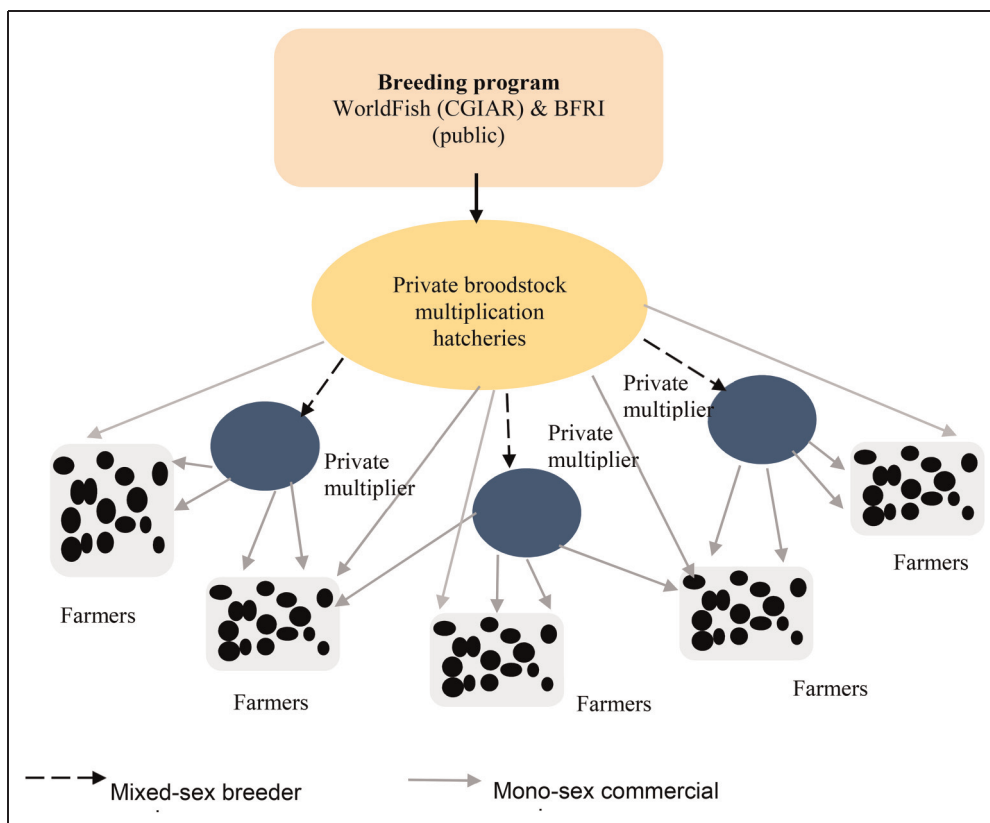 Breeding program
WorldFish (CGIAR) & BFRI
(public)
Private broodstock
multiplication
hatcheries
Private
multiplier
Private
multiplier
Private
multiplier
Farmers
Farmers
Farmers
Farmers
Farmers
Mixed-sex breeder
Mono-sex commercial